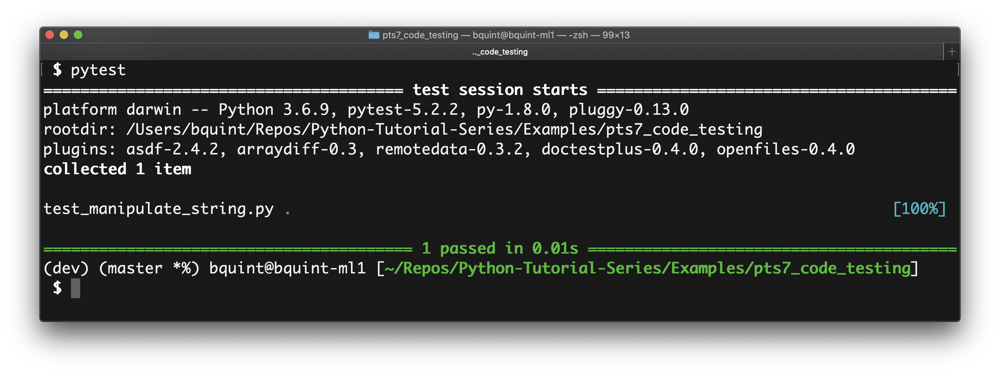 pts7_code_testing — bquint@bquint-ml1 — -zsh — 99×13
.._code_testing
[ $ pytest ]
======================================= test session starts =======================================
platform darwin -- Python 3.6.9, pytest-5.2.2, py-1.8.0, pluggy-0.13.0
rootdir: /Users/bquint/Repos/Python-Tutorial-Series/Examples/pts7_code_testing
plugins: asdf-2.4.2, arraydiff-0.3, remotedata-0.3.2, doctestplus-0.4.0, openfiles-0.4.0
collected 1 item
test_manipulate_string.py . [100%]
======================================== 1 passed in 0.01s ========================================
(dev) (master *%) bquint@bquint-ml1 [~/Repos/Python-Tutorial-Series/Examples/pts7_code_testing]
$